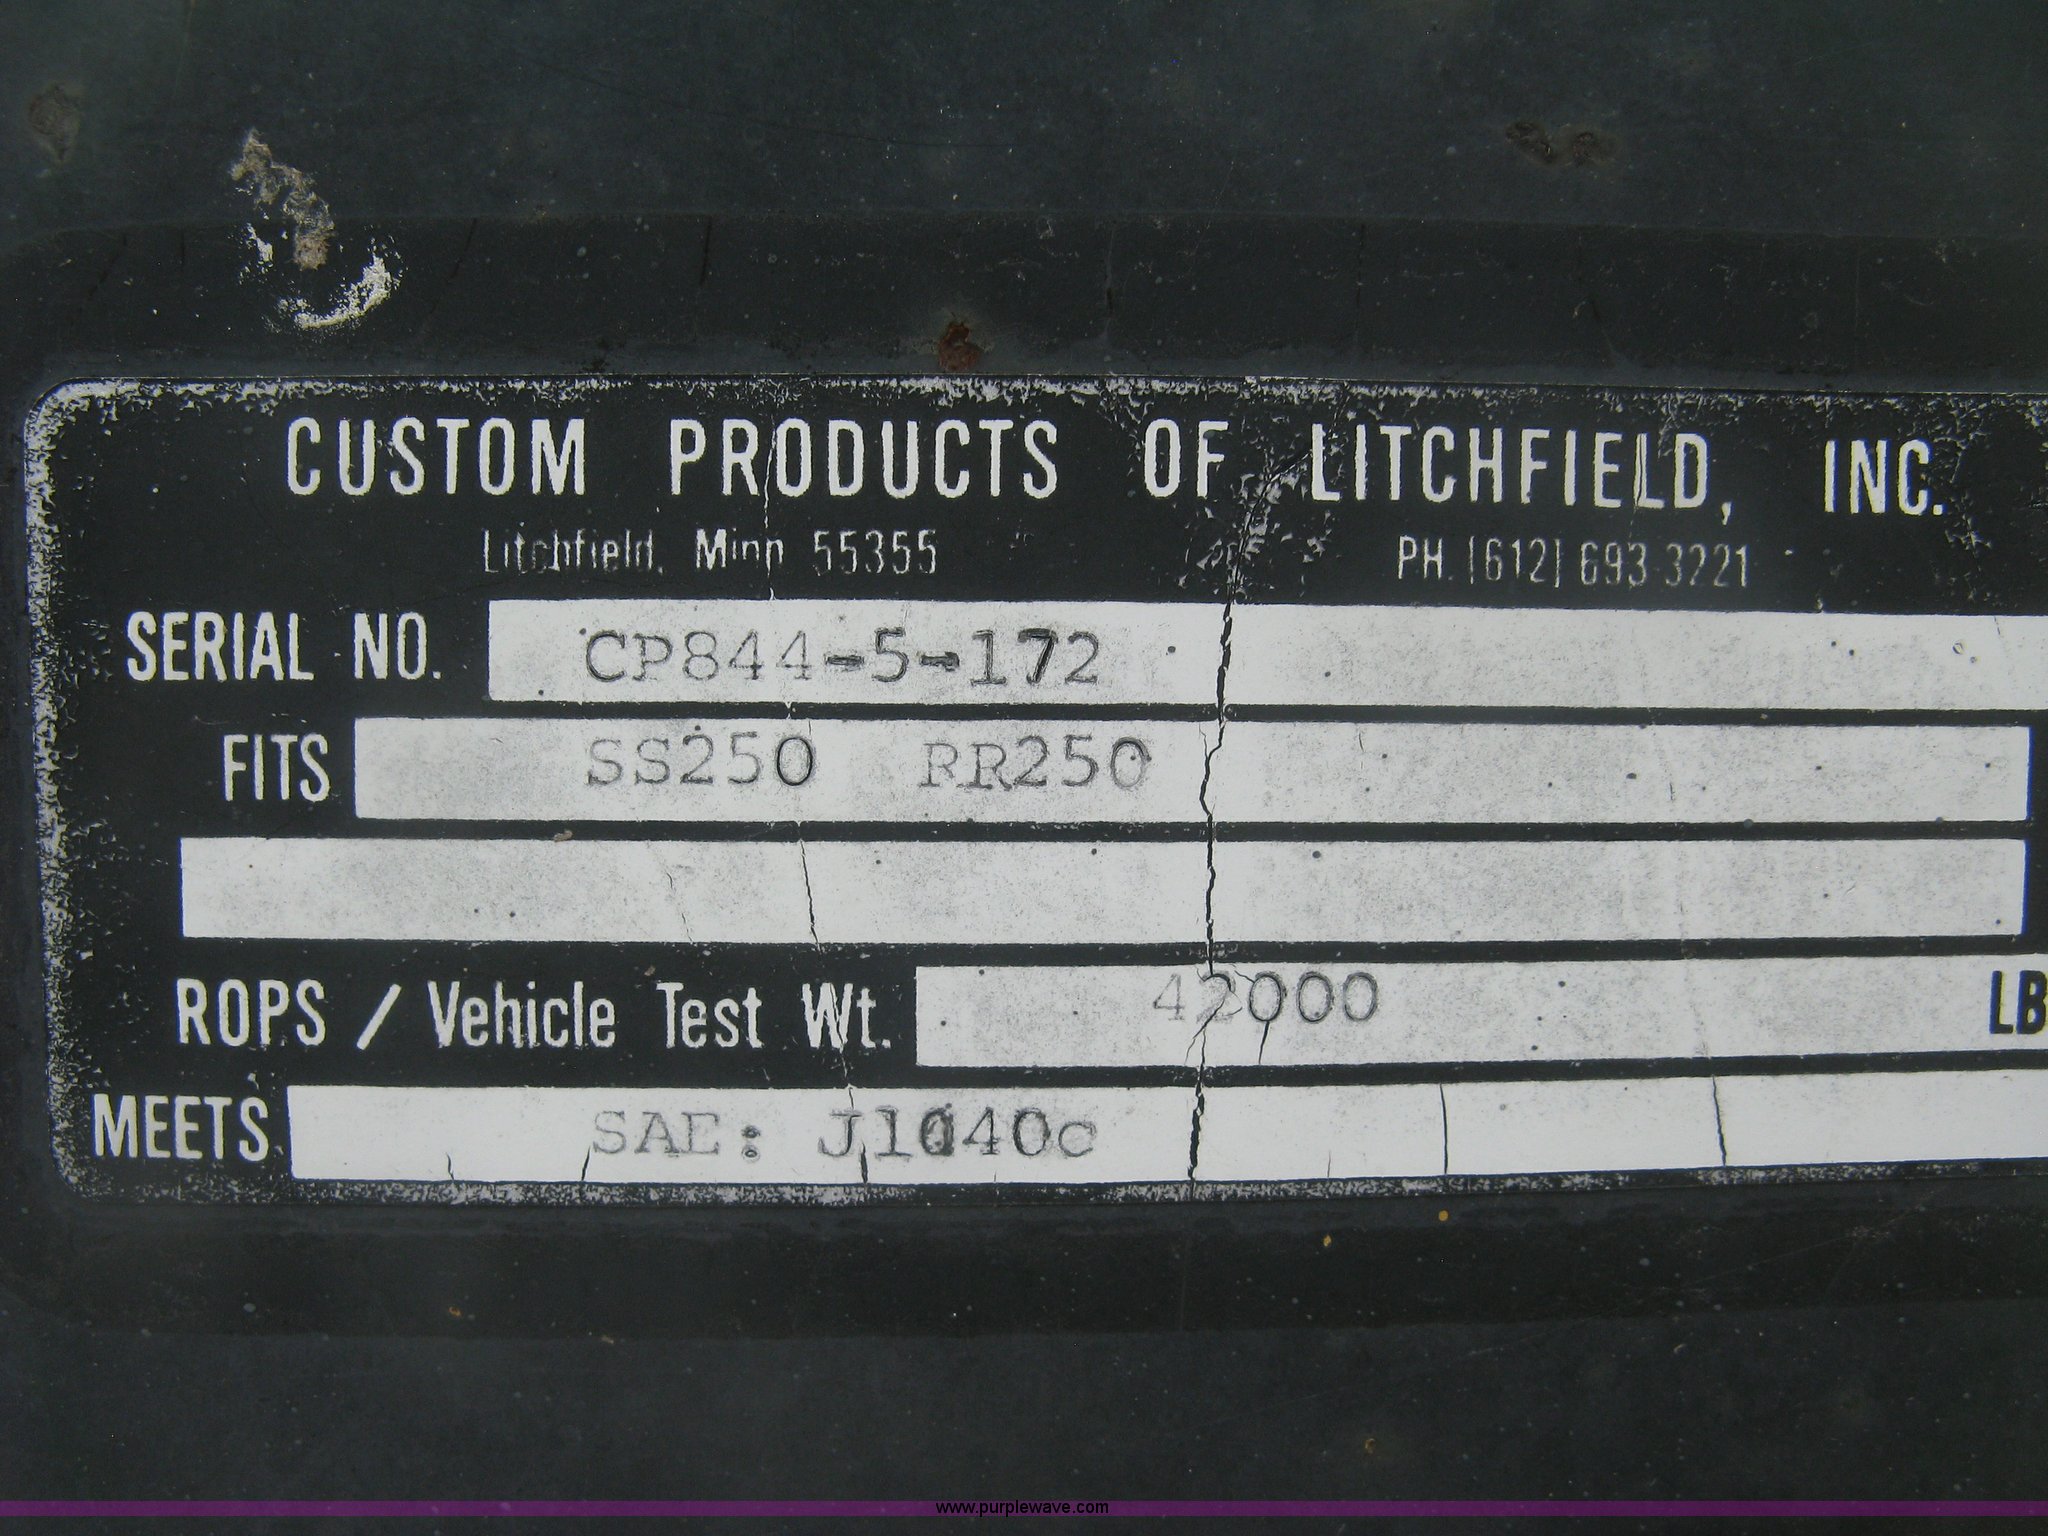 CUSTOM PRODUCTS OF LITCHFIELD, INC.
Litchfield, Minn 55355 PH. (612) 693-3221
SERIAL NO. CP844-5-172
FITS SS250 RR250
ROPS / Vehicle Test Wt. 42000 LB
MEETS SAE: J1040c
www.purplewave.com